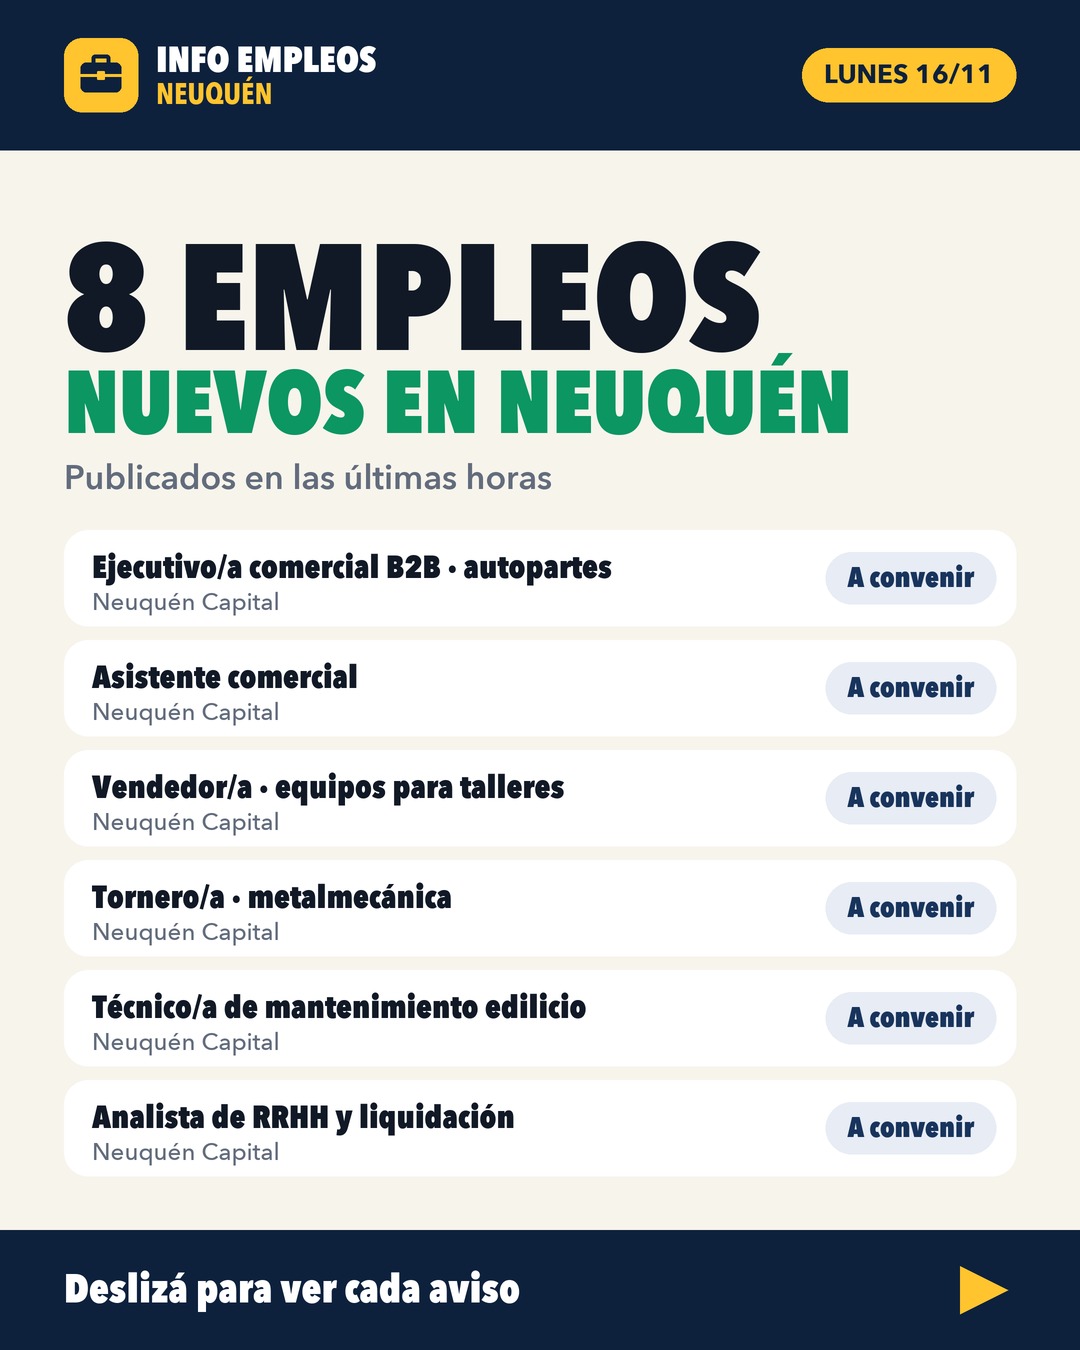 INFO EMPLEOS
NEUQUÉN
LUNES 16/11
8 EMPLEOS
NUEVOS EN NEUQUÉN
Publicados en las últimas horas
Ejecutivo/a comercial B2B · autopartes
Neuquén Capital
A convenir
Asistente comercial
Neuquén Capital
A convenir
Vendedor/a · equipos para talleres
Neuquén Capital
A convenir
Tornero/a · metalmecánica
Neuquén Capital
A convenir
Técnico/a de mantenimiento edilicio
Neuquén Capital
A convenir
Analista de RRHH y liquidación
Neuquén Capital
A convenir
Deslizá para ver cada aviso